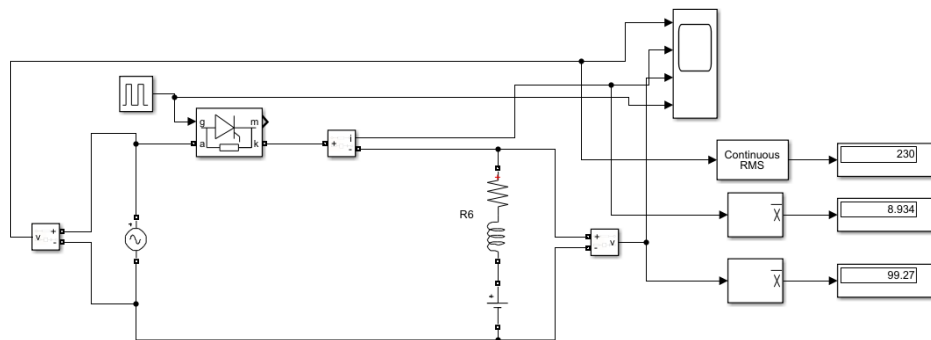 g
m
a
k
+
i
-
Continuous
RMS
230
R6
v
+
-
+
-
v
x
8.934
+
x
99.27